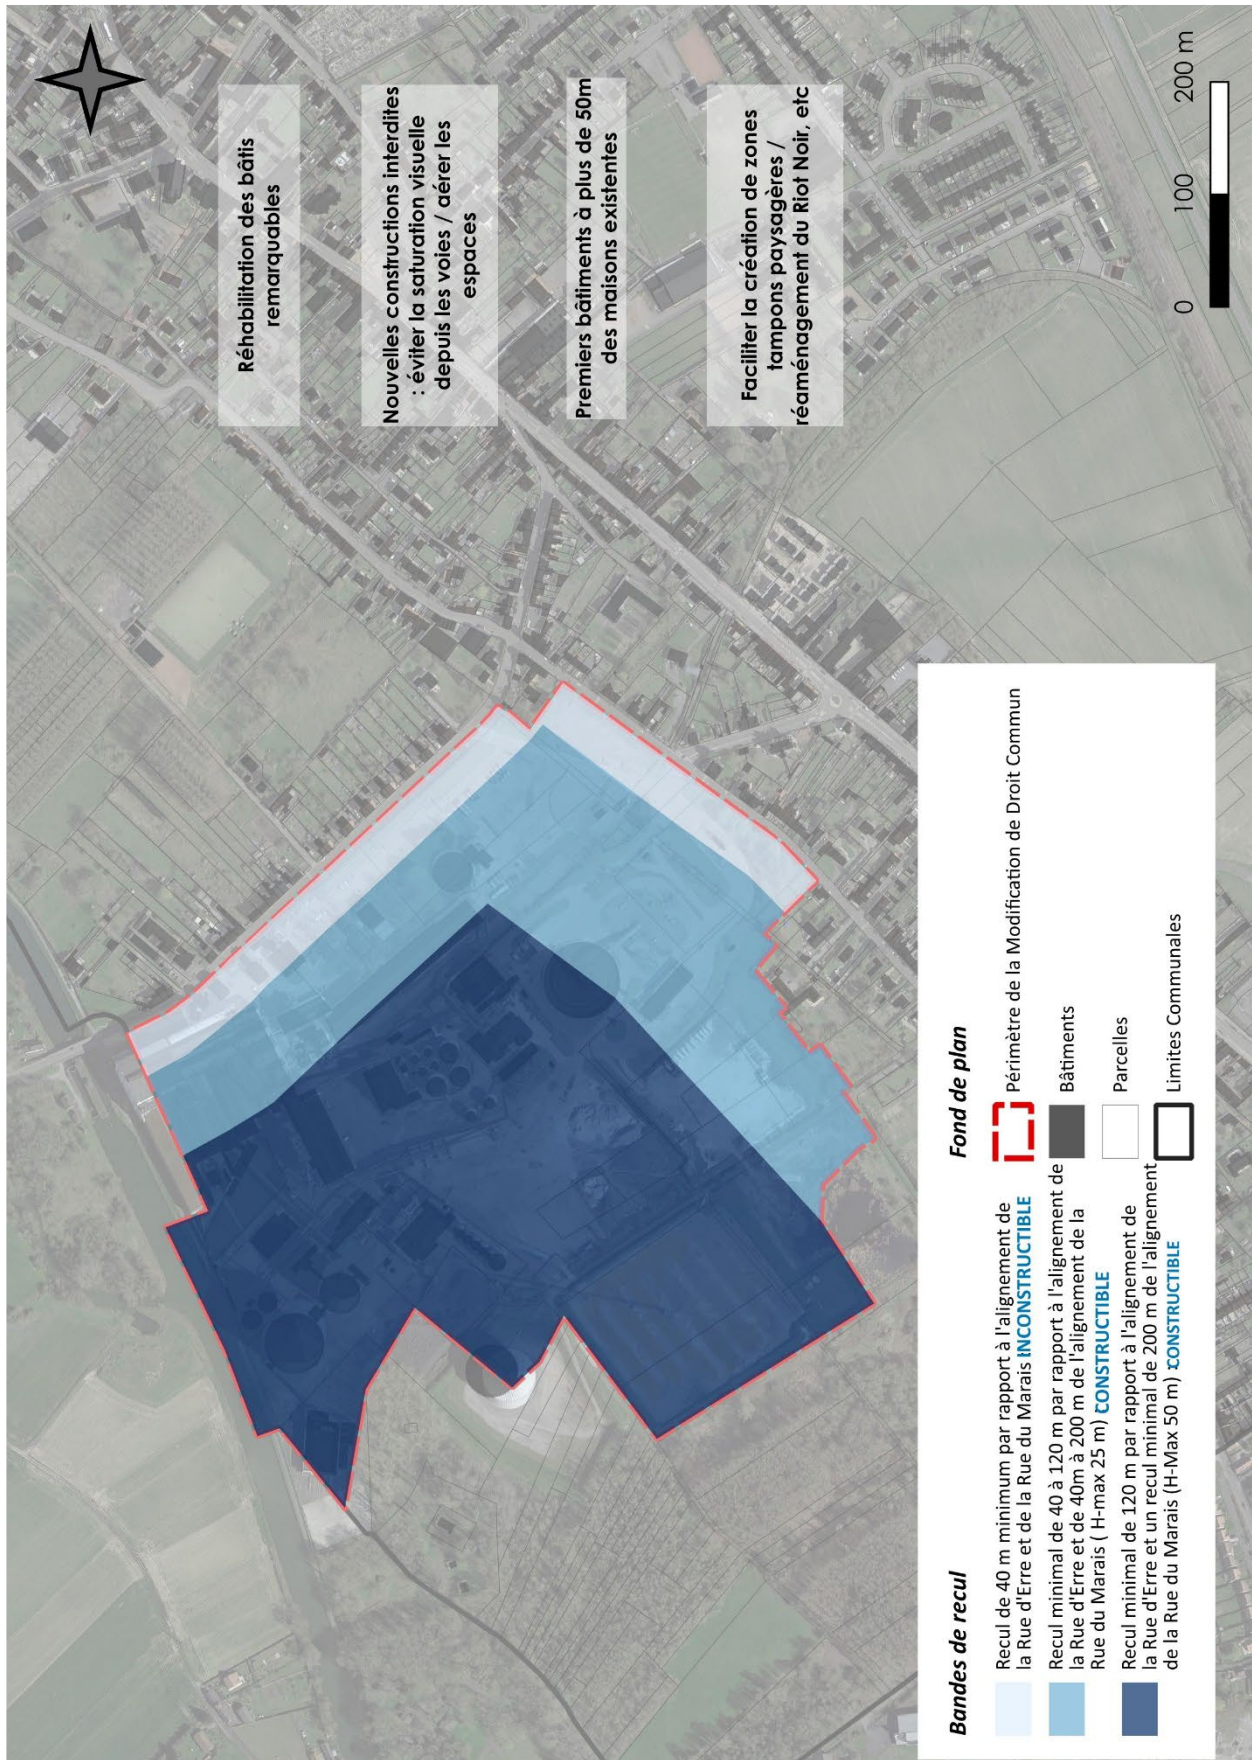 Réhabilitation des bâtis
remarquables
Nouvelles constructions interdites
: éviter la saturation visuelle
depuis les voies / aérer les
espaces
Premiers bâtiments à plus de 50m
des maisons existentes
Faciliter la création de zones
tampons paysagères /
réaménagement du Riot Noir, etc
0 100 200 m
Bandes de recul
Recul de 40 m minimum par rapport à l'alignement de
la Rue d'Erre et de la Rue du Marais INCONSTRUCTIBLE
Recul minimal de 40 à 120 m par rapport à l'alignement de
la Rue d'Erre et de 40m à 200 m de l'alignement de la
Rue du Marais ( H-max 25 m) CONSTRUCTIBLE
Recul minimal de 120 m par rapport à l'alignement de
la Rue d'Erre et un recul minimal de 200 m de l'alignement
de la Rue du Marais (H-Max 50 m) CONSTRUCTIBLE
Fond de plan
Périmètre de la Modification de Droit Commun
Bâtiments
Parcelles
Limites Communales